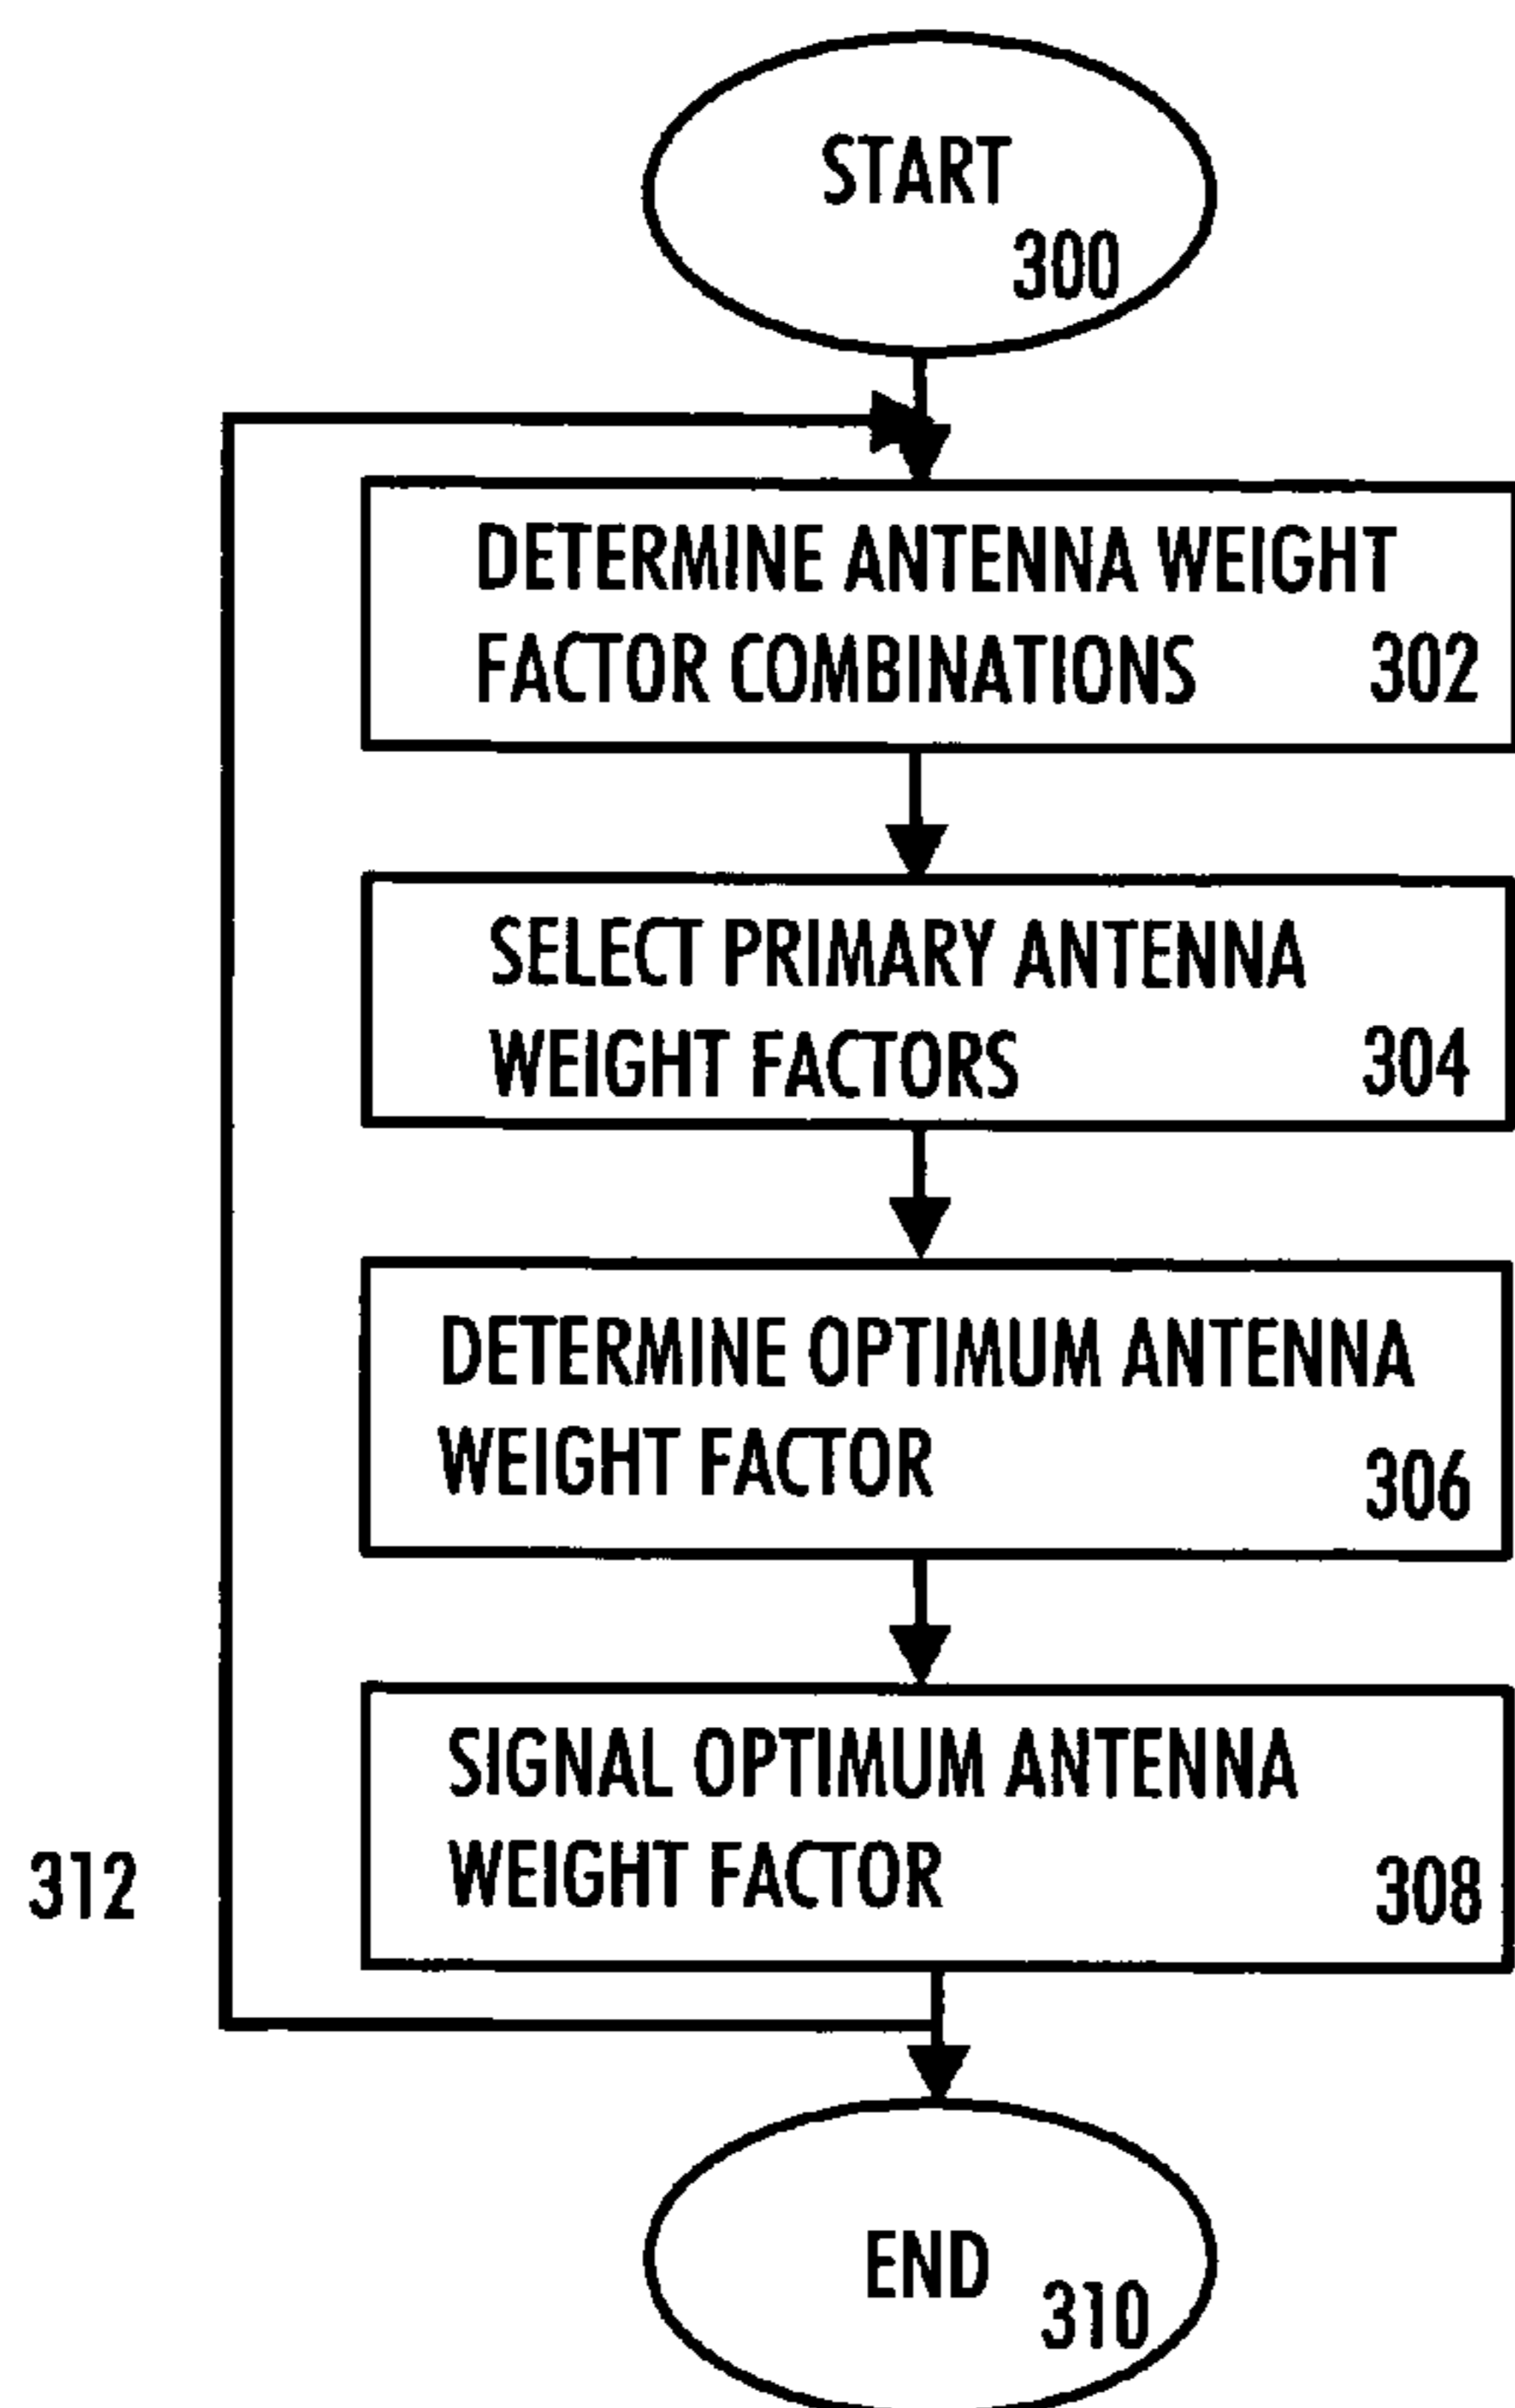 START
300
DETERMINE ANTENNA WEIGHT
FACTOR COMBINATIONS 302
SELECT PRIMARY ANTENNA
WEIGHT FACTORS 304
DETERMINE OPTIMUM ANTENNA
WEIGHT FACTOR 306
SIGNAL OPTIMUM ANTENNA
WEIGHT FACTOR 308
312
END 310